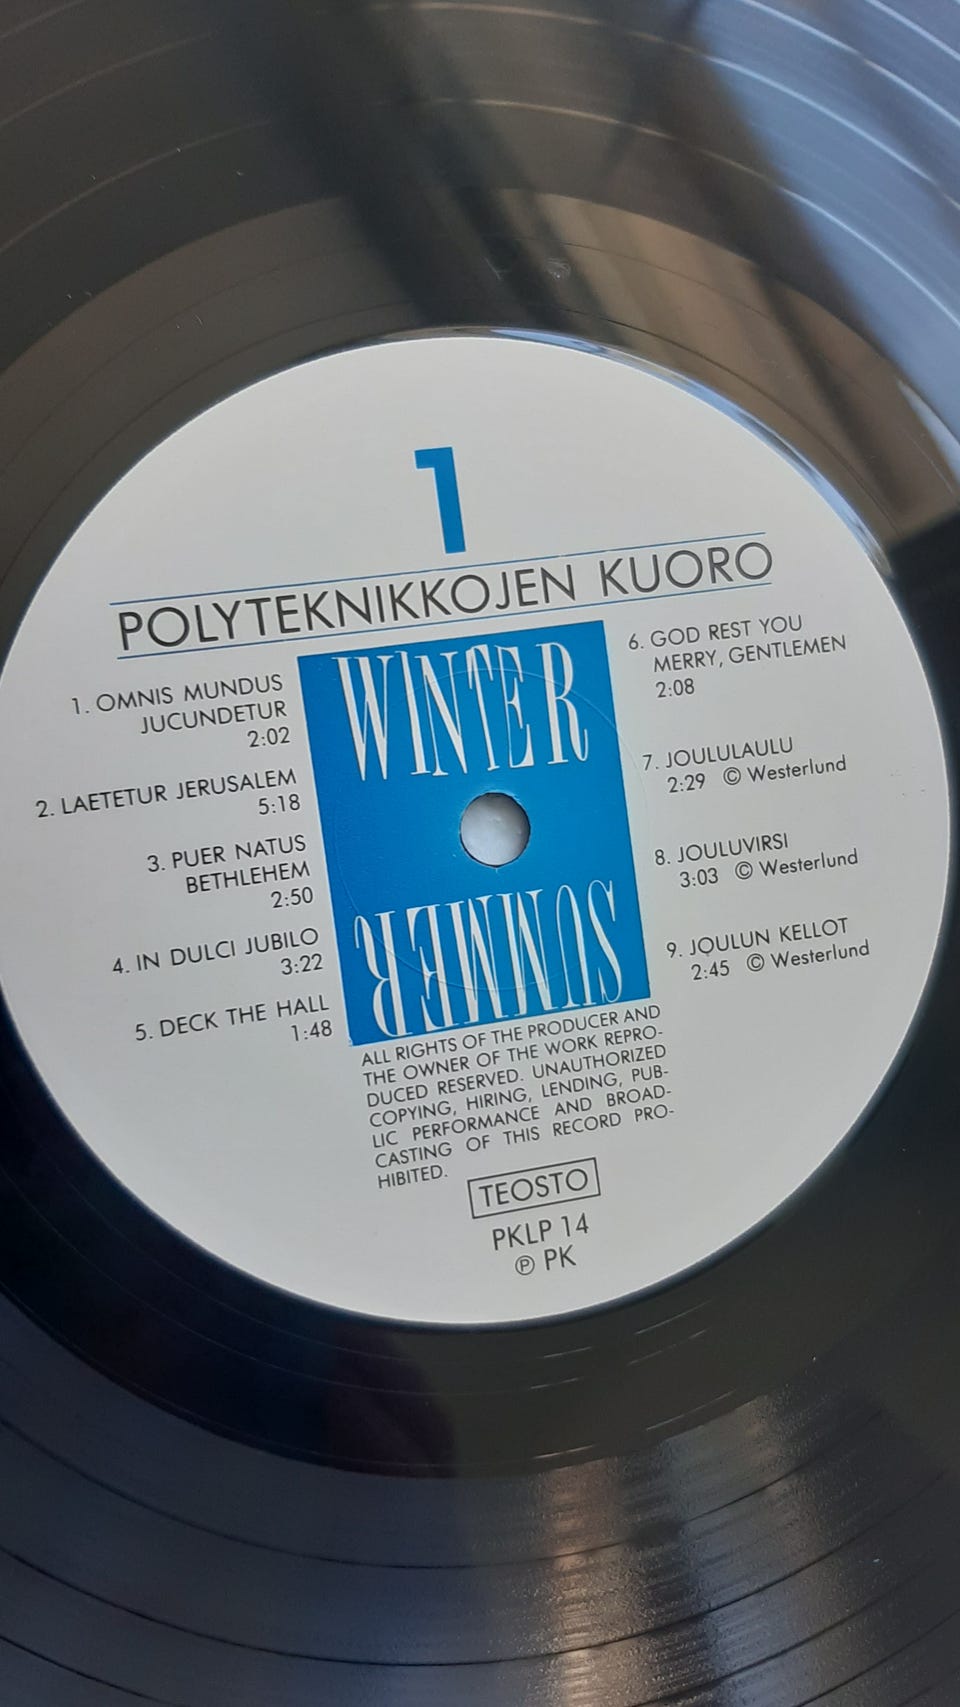 1
POLYTEKNIKKOJEN KUORO
WINTER
SUMMER
1. OMNIS MUNDUS
JUCUNDETUR
2:02
2. LAETETUR JERUSALEM
5:18
3. PUER NATUS
BETHLEHEM
2:50
4. IN DULCI JUBILO
3:22
5. DECK THE HALL
1:48
6. GOD REST YOU
MERRY, GENTLEMEN
2:08
7. JOULULAULU
2:29 © Westerlund
8. JOULUVIRSI
3:03 © Westerlund
9. JOULUN KELLOT
2:45 © Westerlund
ALL RIGHTS OF THE PRODUCER AND
THE OWNER OF THE WORK REPRO-
DUCED RESERVED. UNAUTHORIZED
COPYING, HIRING, LENDING, PUB-
LIC PERFORMANCE AND BROAD-
CASTING OF THIS RECORD PRO-
HIBITED.
TEOSTO
PKLP 14
℗ PK